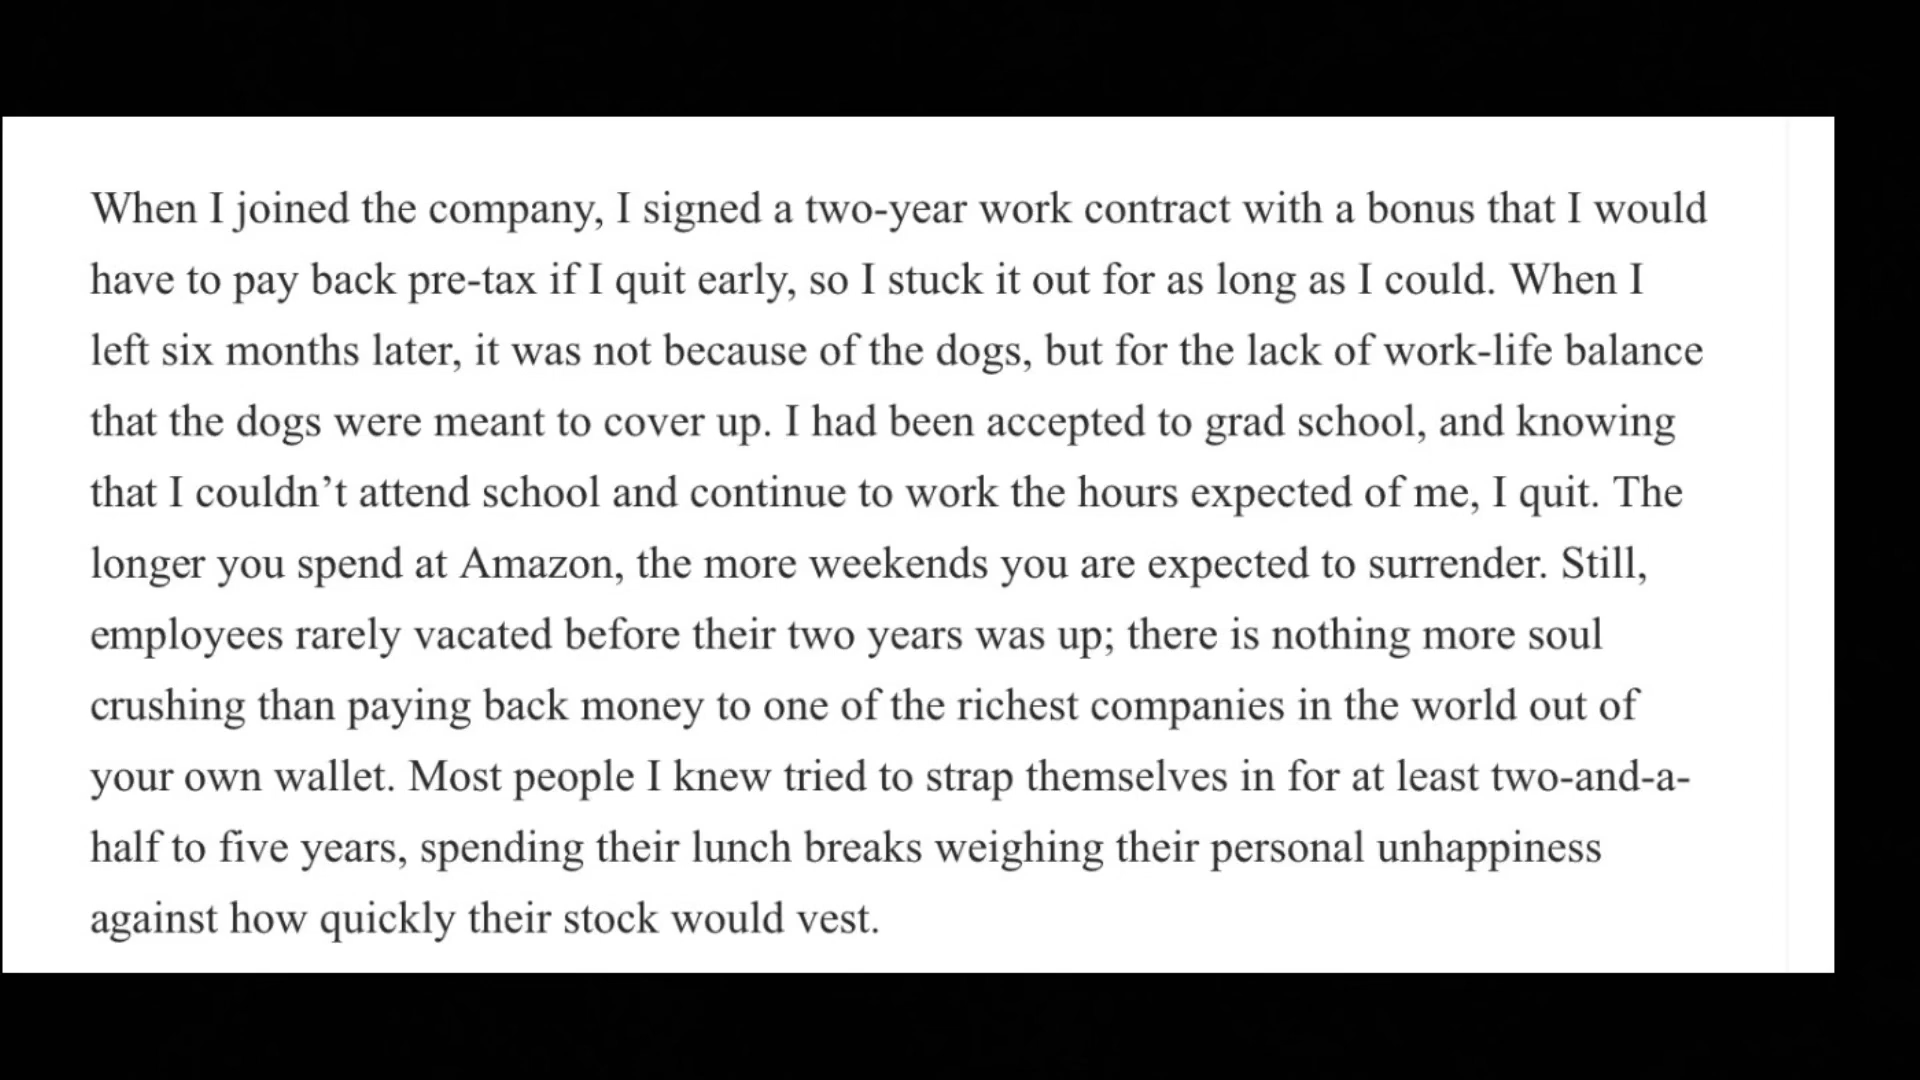 When I joined the company, I signed a two-year work contract with a bonus that I would
have to pay back pre-tax if I quit early, so I stuck it out for as long as I could. When I
left six months later, it was not because of the dogs, but for the lack of work-life balance
that the dogs were meant to cover up. I had been accepted to grad school, and knowing
that I couldn’t attend school and continue to work the hours expected of me, I quit. The
longer you spend at Amazon, the more weekends you are expected to surrender. Still,
employees rarely vacated before their two years was up; there is nothing more soul
crushing than paying back money to one of the richest companies in the world out of
your own wallet. Most people I knew tried to strap themselves in for at least two-and-a-
half to five years, spending their lunch breaks weighing their personal unhappiness
against how quickly their stock would vest.